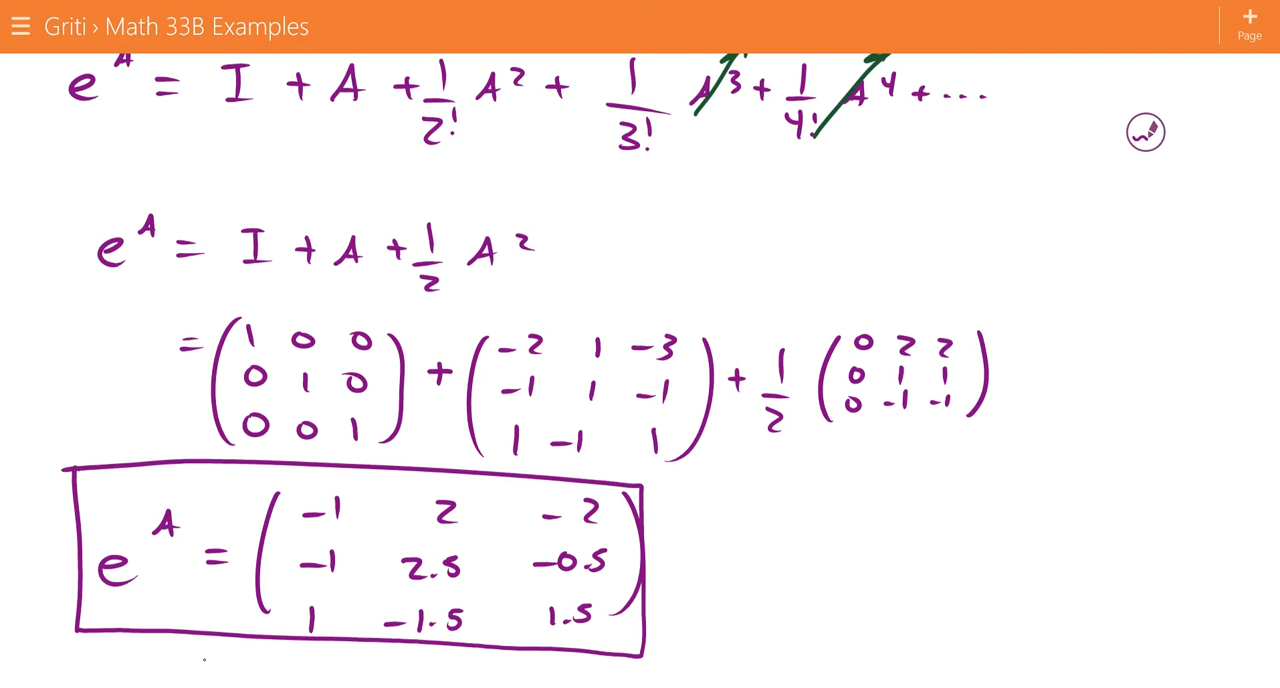 Griti › Math 33B Examples
+ Page
e^A = I + A + 1/2! A^2 + 1/3! A^3 + 1/4! A^4 + ...
e^A = I + A + 1/2 A^2
= (1 0 0 + (-2 1 -3 + 1/2 (0 2 2
0 1 0 -1 1 -1 0 1 1
0 0 1) 1 -1 1) 0 -1 -1)
e^A = (-1 2 -2
-1 2.5 -0.5
1 -1.5 1.5)